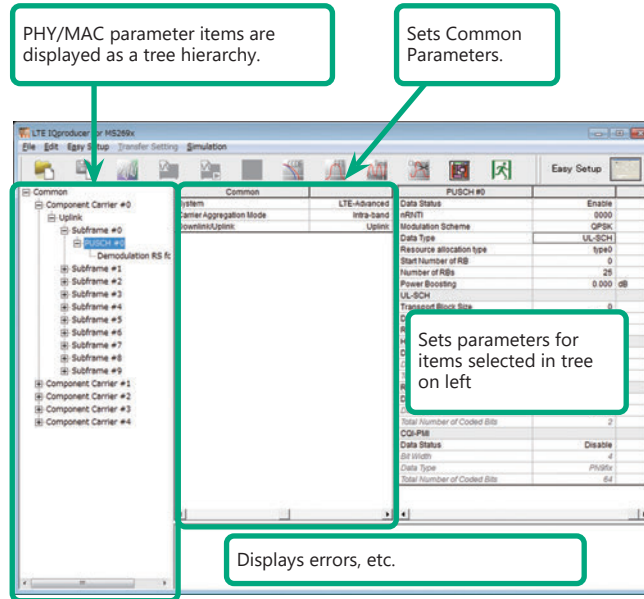 PHY/MAC parameter items are
displayed as a tree hierarchy.
Sets Common
Parameters.
LTE IQproducer for MS269x
File Edit Easy Setup Transfer Setting Simulation
Easy Setup
Common
Component Carrier #0
Uplink
Subframe #0
PUSCH #0
Demodulation RS fo
Subframe #1
Subframe #2
Subframe #3
Subframe #4
Subframe #5
Subframe #6
Subframe #7
Subframe #8
Subframe #9
Component Carrier #1
Component Carrier #2
Component Carrier #3
Component Carrier #4
Common
System LTE-Advanced
Carrier Aggregation Mode Intra-band
Downlink/Uplink Uplink
PUSCH #0
Data Status Enable
nRNTI 0000
Modulation Scheme QPSK
Data Type UL-SCH
Resource allocation type type0
Start Number of RB 0
Number of RBs 25
Power Boosting 0.000 dB
UL-SCH
Transport Block Size 0
Sets parameters for
items selected in tree
on left
Total Number of Coded Bits 2
CQI-PMI
Data Status Disable
Bit Width 4
Data Type PN9fix
Total Number of Coded Bits 64
Displays errors, etc.